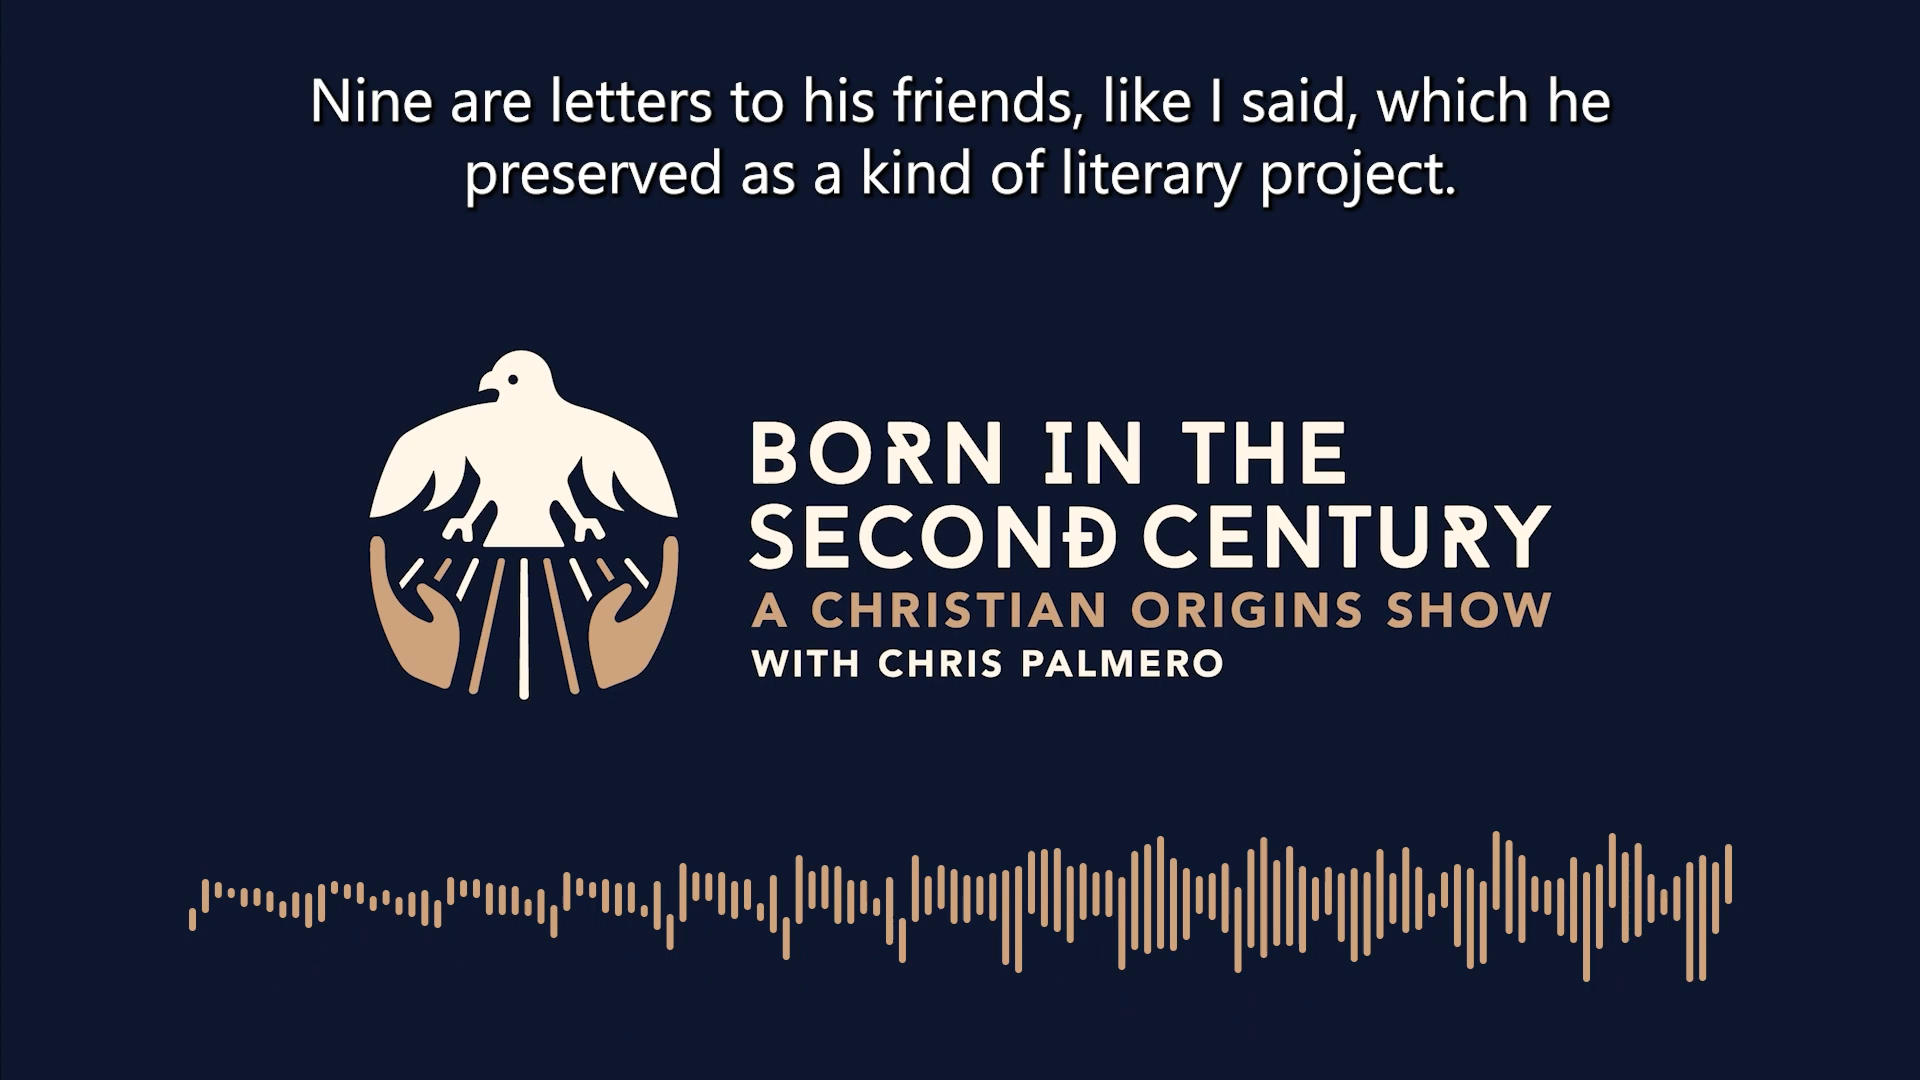 Nine are letters to his friends, like I said, which he
preserved as a kind of literary project.
BORN IN THE
SECOND CENTURY
A CHRISTIAN ORIGINS SHOW
WITH CHRIS PALMERO